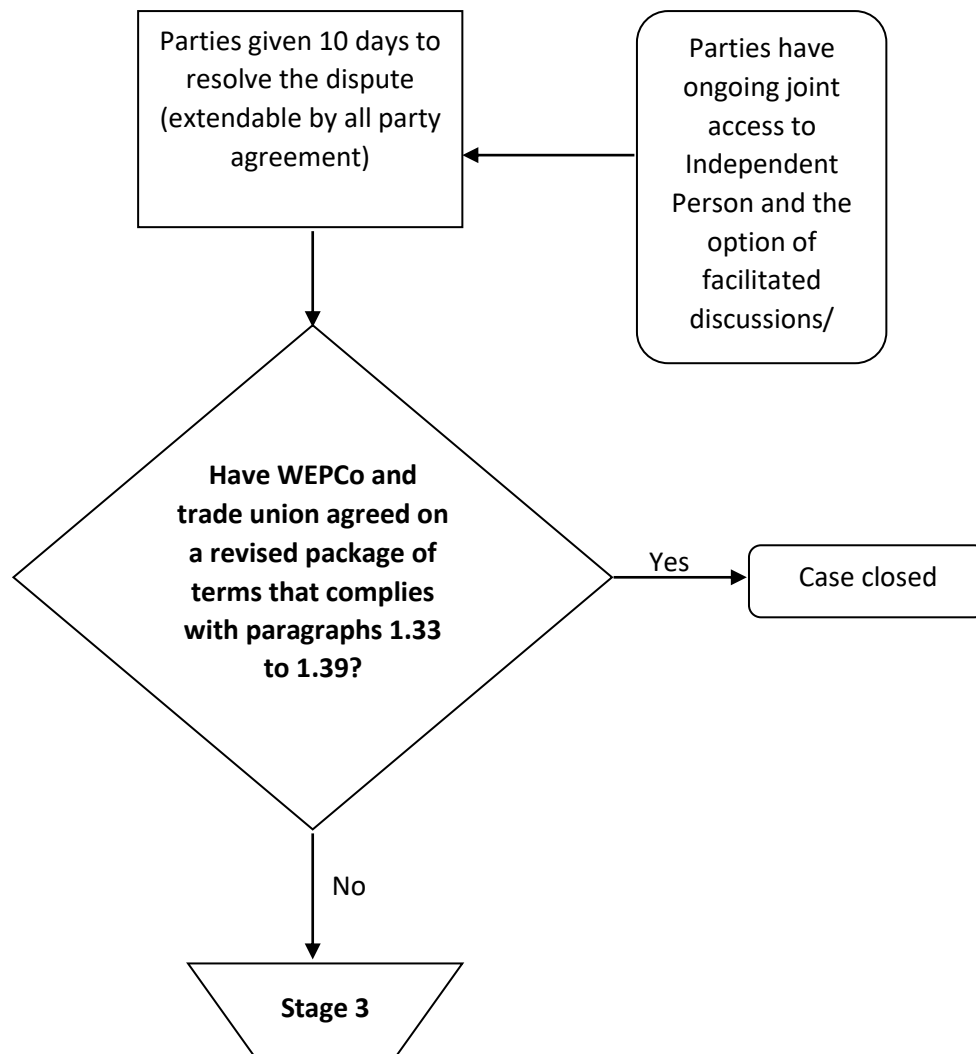 Parties given 10 days to
resolve the dispute
(extendable by all party
agreement)
Parties have
ongoing joint
access to
Independent
Person and the
option of
facilitated
discussions/
Have WEPCo and
trade union agreed on
a revised package of
terms that complies
with paragraphs 1.33
to 1.39?
Yes
Case closed
No
Stage 3